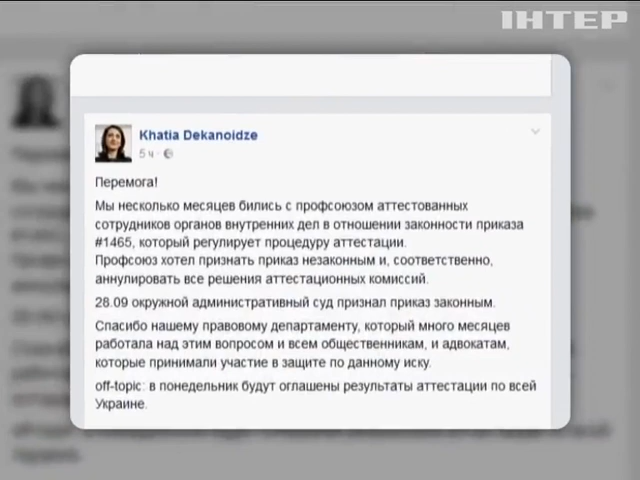 ІНТЕР
Khatia Dekanoidze
5 ч ·
Перемога!
Мы несколько месяцев бились с профсоюзом аттестованных
сотрудников органов внутренних дел в отношении законности приказа
#1465, который регулирует процедуру аттестации.
Профсоюз хотел признать приказ незаконным и, соответственно,
аннулировать все решения аттестационных комиссий.
28.09 окружной административный суд признал приказ законным.
Спасибо нашему правовому департаменту, который много месяцев
работала над этим вопросом и всем общественникам, и адвокатам,
которые принимали участие в защите по данному иску.
off-topic: в понедельник будут оглашены результаты аттестации по всей
Украине.